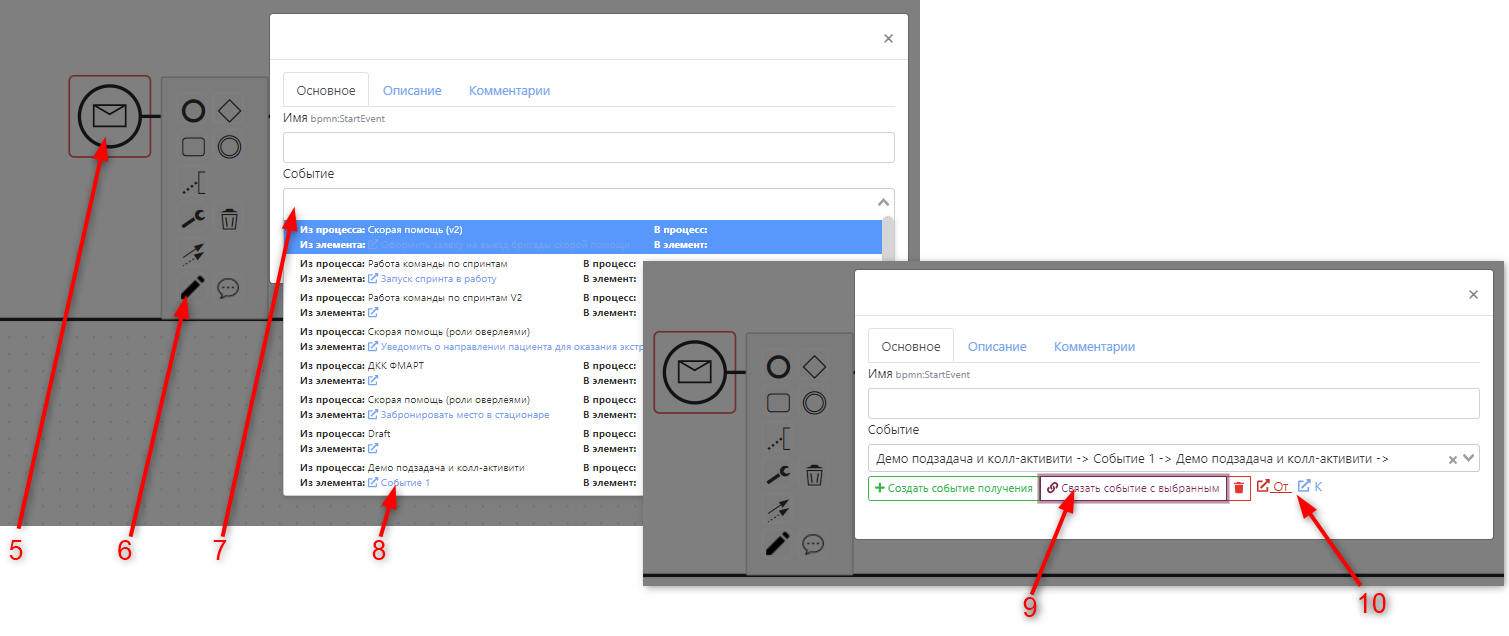 ×
Основное Описание Комментарии
Имя bpmn:StartEvent
Событие
Из процесса: Скорая помощь (v2) В процесс:
Из элемента: Оформить заявку на выезд бригады скорой помощи В элемент:
Из процесса: Работа команды по спринтам В процесс:
Из элемента: Запуск спринта в работу В элемент:
Из процесса: Работа команды по спринтам V2 В процесс:
Из элемента: В элемент:
Из процесса: Скорая помощь (роли оверлеями)
Из элемента: Уведомить о направлении пациента для оказания экстр
Из процесса: ДКК ФМАРТ В процесс:
Из элемента: В элемент:
Из процесса: Скорая помощь (роли оверлеями) В процесс:
Из элемента: Забронировать место в стационаре В элемент:
Из процесса: Draft В процесс:
Из элемента: В элемент:
Из процесса: Демо подзадача и колл-активити В процесс:
Из элемента: Событие 1 В элемент:
5
6
7
8
×
Основное Описание Комментарии
Имя bpmn:StartEvent
Событие
Демо подзадача и колл-активити -> Событие 1 -> Демо подзадача и колл-активити -> ×
+ Создать событие получения Связать событие с выбранным От К
9
10